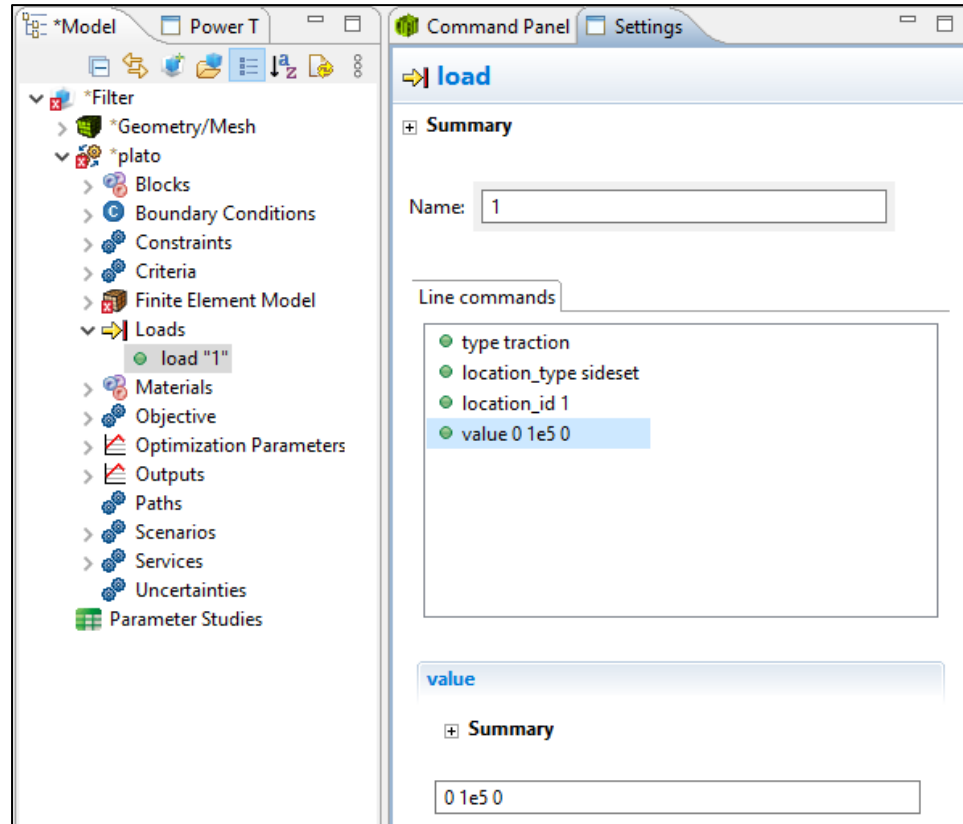 *Model
Power T
*Filter
*Geometry/Mesh
*plato
Blocks
Boundary Conditions
Constraints
Criteria
Finite Element Model
Loads
load "1"
Materials
Objective
Optimization Parameters
Outputs
Paths
Scenarios
Services
Uncertainties
Parameter Studies
Command Panel
Settings
load
Summary
Name: 1
Line commands
type traction
location_type sideset
location_id 1
value 0 1e5 0
value
Summary
0 1e5 0